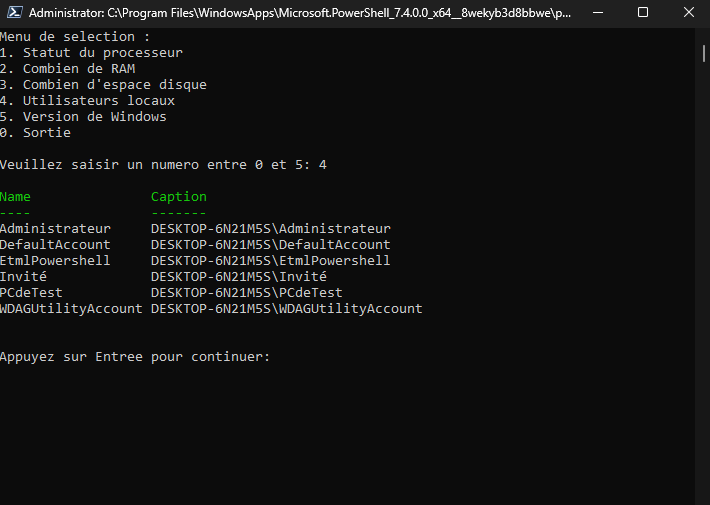 Administrator: C:\Program Files\WindowsApps\Microsoft.PowerShell_7.4.0.0_x64__8wekyb3d8bbwe\p...
Menu de selection :
1. Statut du processeur
2. Combien de RAM
3. Combien d'espace disque
4. Utilisateurs locaux
5. Version de Windows
0. Sortie
Veuillez saisir un numero entre 0 et 5: 4
Name Caption
---- -------
Administrateur DESKTOP-6N21M5S\Administrateur
DefaultAccount DESKTOP-6N21M5S\DefaultAccount
EtmlPowershell DESKTOP-6N21M5S\EtmlPowershell
Invité DESKTOP-6N21M5S\Invité
PCdeTest DESKTOP-6N21M5S\PCdeTest
WDAGUtilityAccount DESKTOP-6N21M5S\WDAGUtilityAccount
Appuyez sur Entree pour continuer: